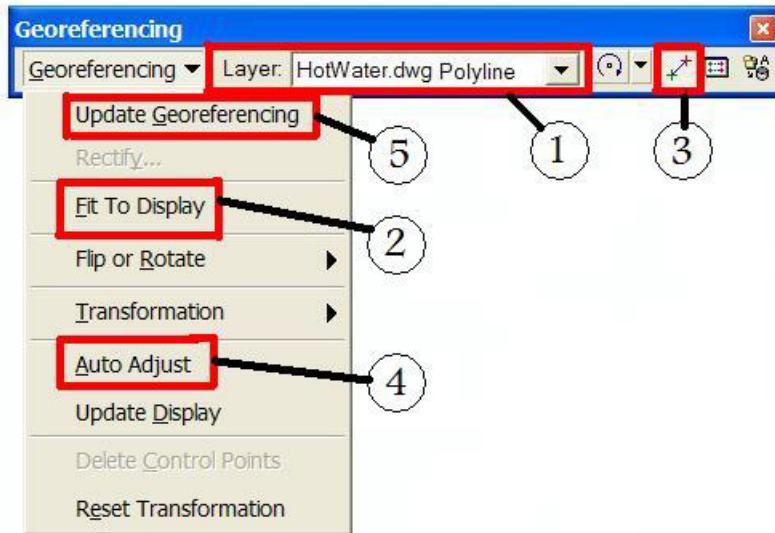 Georeferencing
Georeferencing Layer: HotWater.dwg Polyline
Update Georeferencing
5
1
3
Rectify...
Fit To Display
2
Flip or Rotate
Transformation
Auto Adjust
4
Update Display
Delete Control Points
Reset Transformation